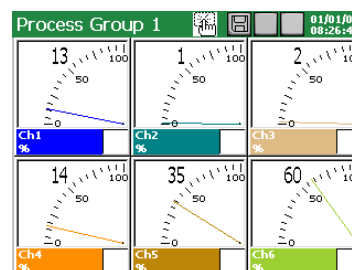 Process Group 1
01/01/0
08:26:4
13 1 2
100 100 100
50 50 50
0 0 0
Ch1 Ch2 Ch3
% % %
14 35 60
100 100 100
50 50 50
0 0 0
Ch4 Ch5 Ch6
% % %